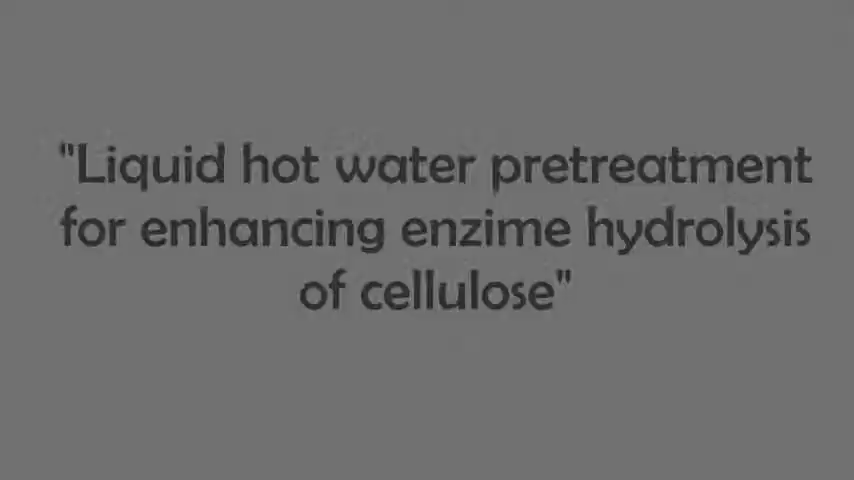 "Liquid hot water pretreatment
for enhancing enzime hydrolysis
of cellulose"